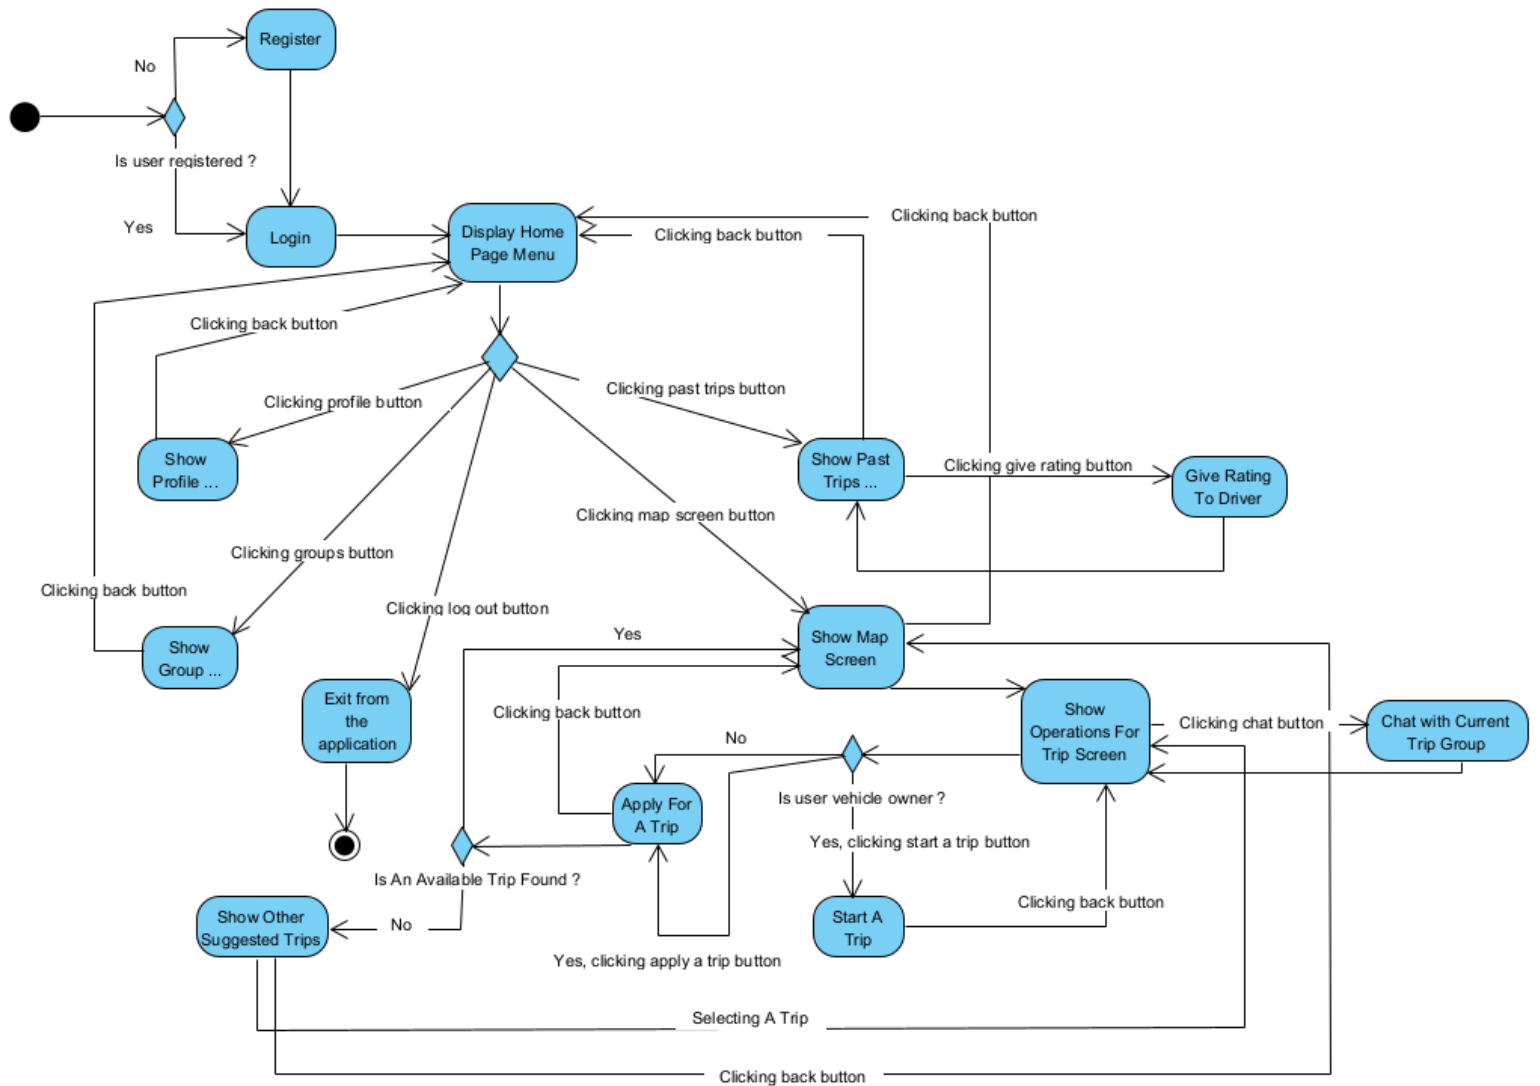 Register
No
Is user registered ?
Yes
Login
Display Home
Page Menu
Clicking back button
Clicking back button
Clicking back button
Clicking past trips button
Clicking profile button
Show
Profile ...
Show Past
Trips ...
Clicking give rating button
Give Rating
To Driver
Clicking map screen button
Clicking groups button
Clicking back button
Clicking log out button
Show
Group ...
Yes
Show Map
Screen
Exit from
the
application
Clicking back button
Show
Operations For
Trip Screen
Clicking chat button
Chat with Current
Trip Group
No
Is user vehicle owner ?
Apply For
A Trip
Yes, clicking start a trip button
Is An Available Trip Found ?
Clicking back button
Show Other
Suggested Trips
No
Start A
Trip
Yes, clicking apply a trip button
Selecting A Trip
Clicking back button